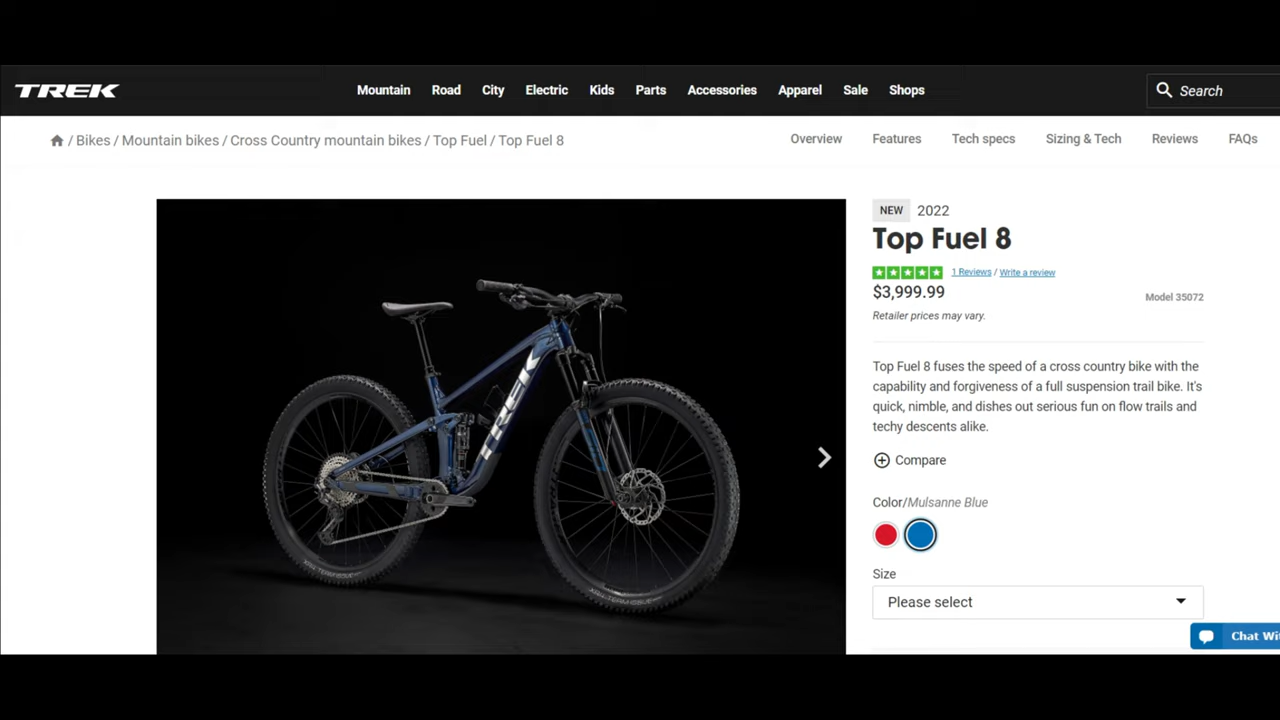 TREK
Mountain Road City Electric Kids Parts Accessories Apparel Sale Shops
Search
/ Bikes / Mountain bikes / Cross Country mountain bikes / Top Fuel / Top Fuel 8
Overview Features Tech specs Sizing & Tech Reviews FAQs
NEW 2022
Top Fuel 8
1 Reviews / Write a review
$3,999.99
Model 35072
Retailer prices may vary.
Top Fuel 8 fuses the speed of a cross country bike with the
capability and forgiveness of a full suspension trail bike. It's
quick, nimble, and dishes out serious fun on flow trails and
techy descents alike.
Compare
Color/Mulsanne Blue
Size
Please select
Chat Wi
TREK